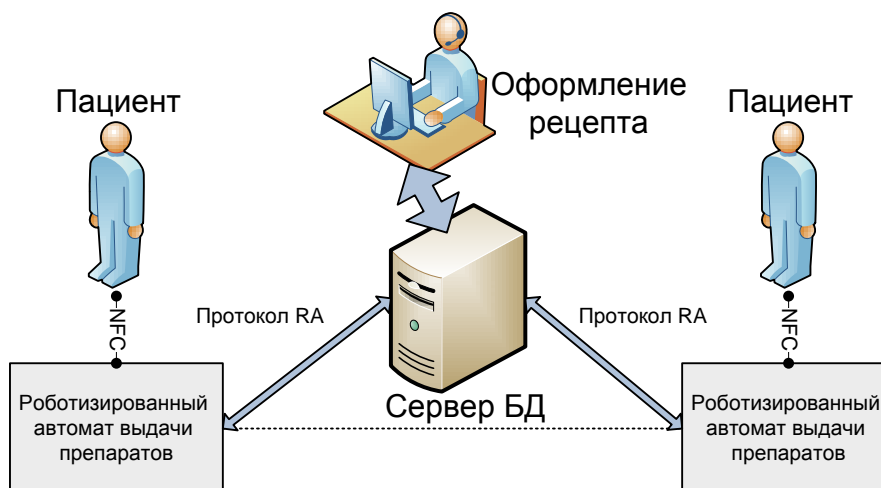 Оформление
рецепта
Пациент
Пациент
NFC
Протокол RA
Протокол RA
NFC
Роботизированный
автомат выдачи
препаратов
Сервер БД
Роботизированный
автомат выдачи
препаратов